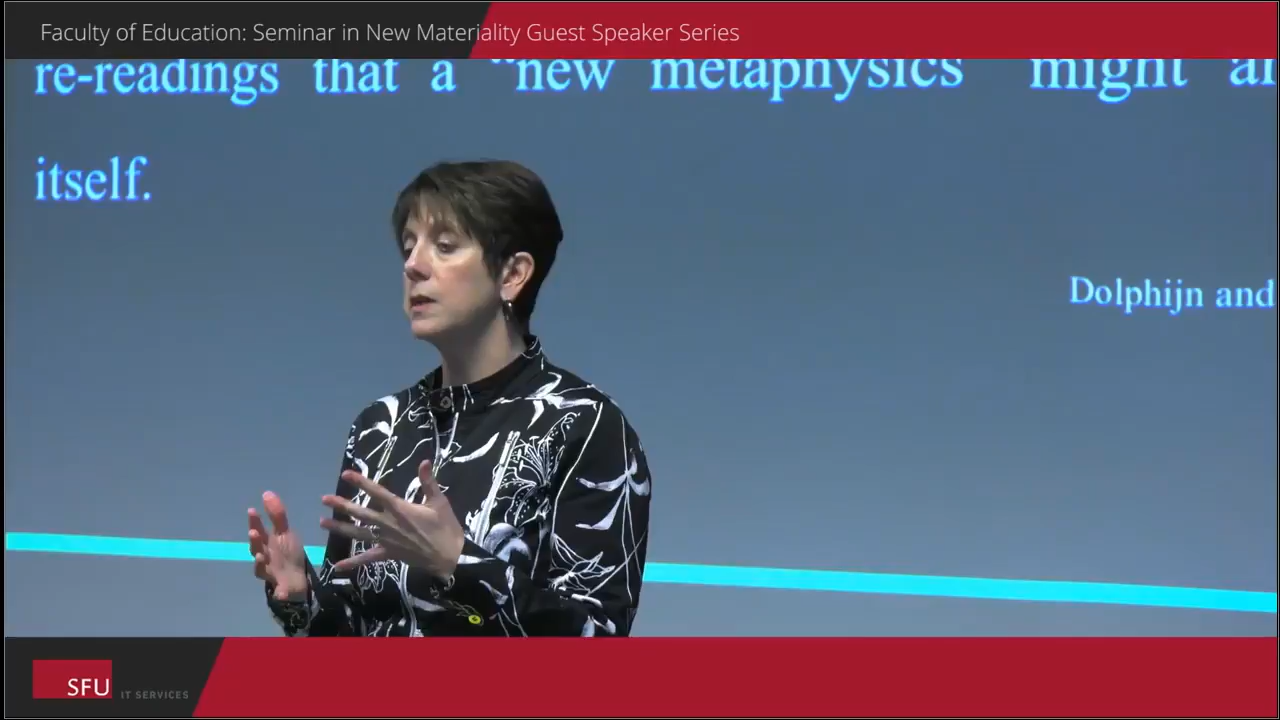 Faculty of Education: Seminar in New Materiality Guest Speaker Series
re-readings that a "new metaphysics might
itself.
Dolphijn and
SFU IT SERVICES